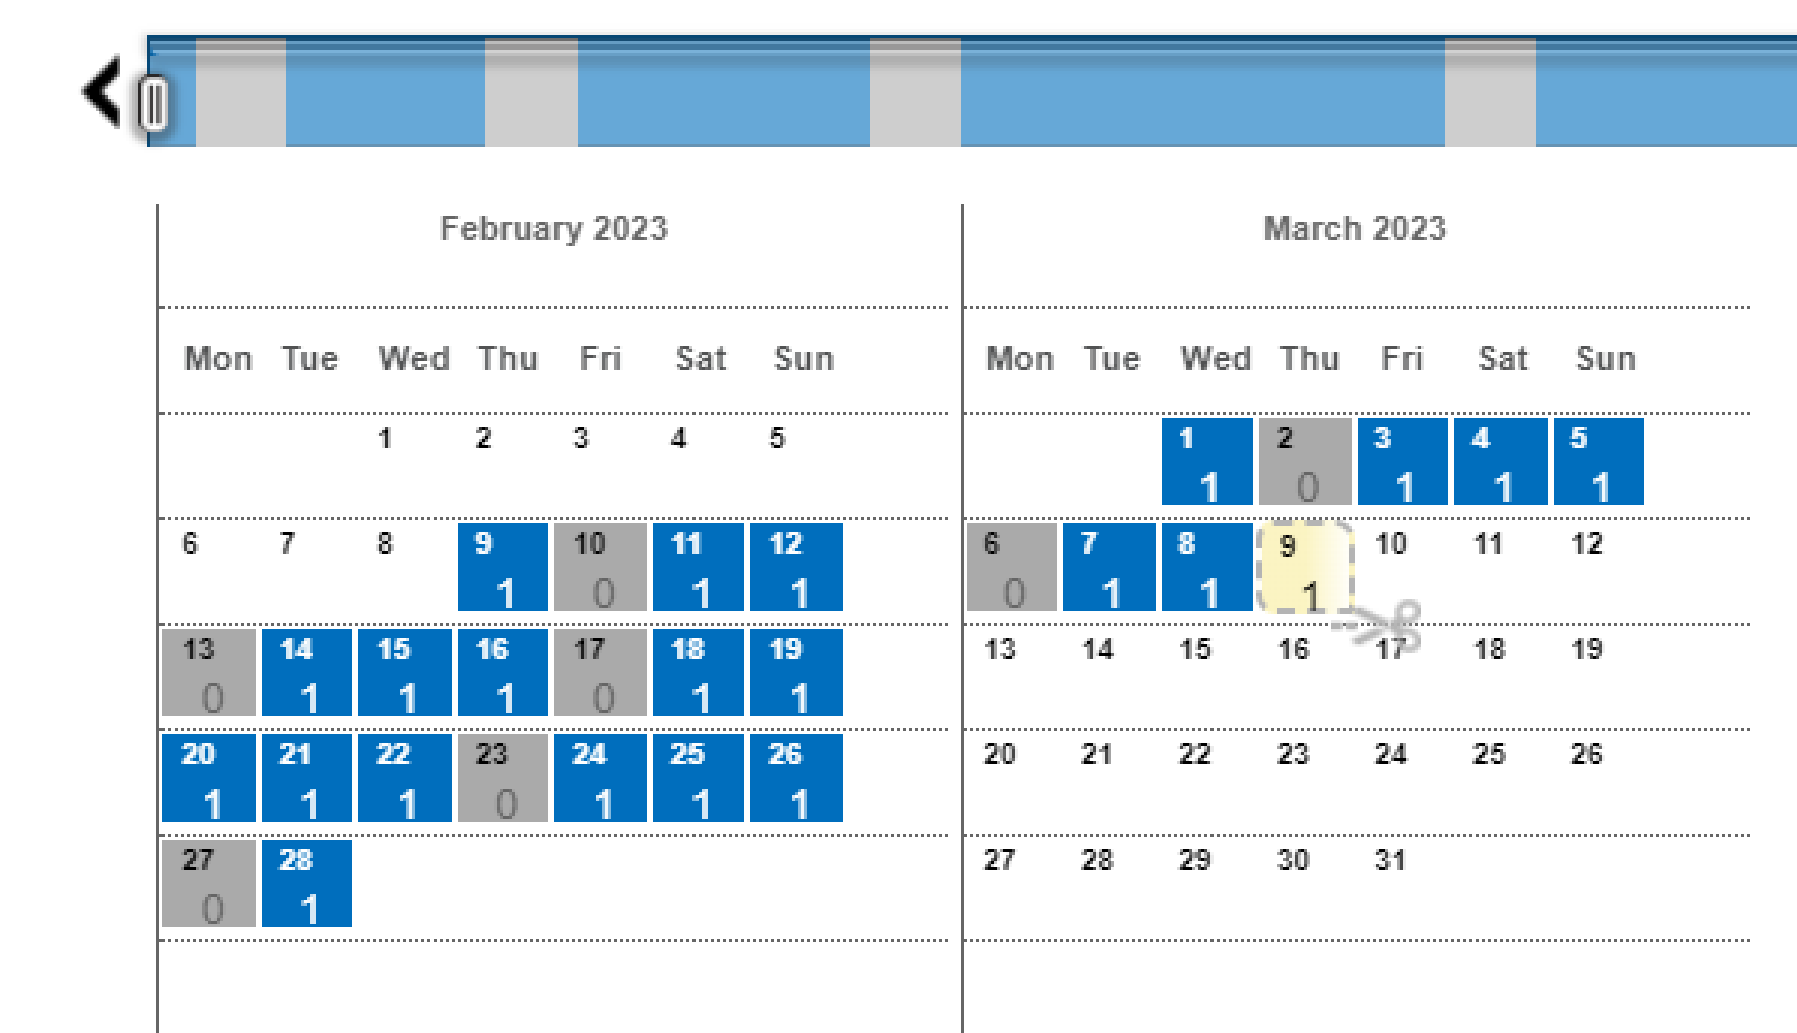 February 2023
March 2023
Mon Tue Wed Thu Fri Sat Sun
Mon Tue Wed Thu Fri Sat Sun
1 2 3 4 5
1 2 3 4 5
1 0 1 1 1
6 7 8 9 10 11 12
1 0 1 1
6 7 8 9 10 11 12
0 1 1 1
13 14 15 16 17 18 19
0 1 1 1 0 1 1
13 14 15 16 17 18 19
20 21 22 23 24 25 26
1 1 1 0 1 1 1
20 21 22 23 24 25 26
27 28
0 1
27 28 29 30 31